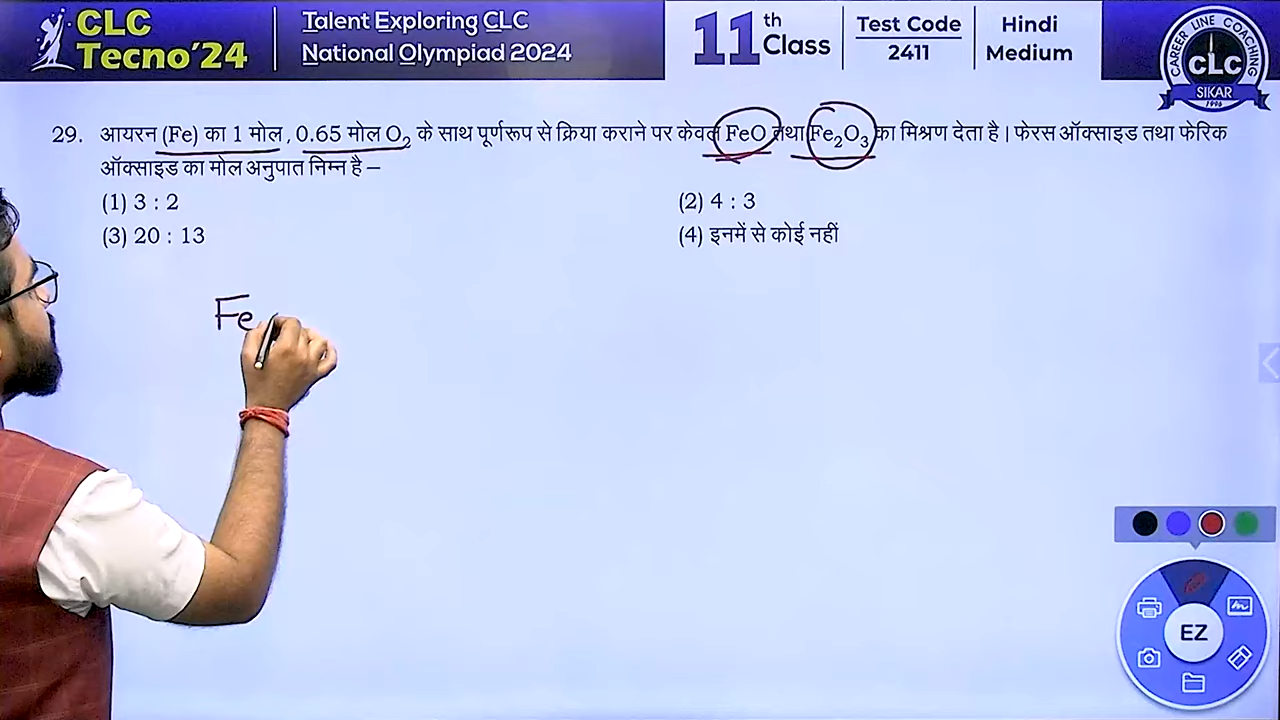 CLC
Tecno'24
Talent Exploring CLC
National Olympiad 2024
11th Class
Test Code
2411
Hindi
Medium
CAREER LINE COACHING
CLC
SIKAR
1996
29. आयरन (Fe) का 1 मोल, 0.65 मोल O₂ के साथ पूर्णरूप से क्रिया कराने पर केवल FeO तथा Fe₂O₃ का मिश्रण देता है। फेरस ऑक्साइड तथा फेरिक
ऑक्साइड का मोल अनुपात निम्न है –
(1) 3 : 2
(2) 4 : 3
(3) 20 : 13
(4) इनमें से कोई नहीं
Fe
EZ